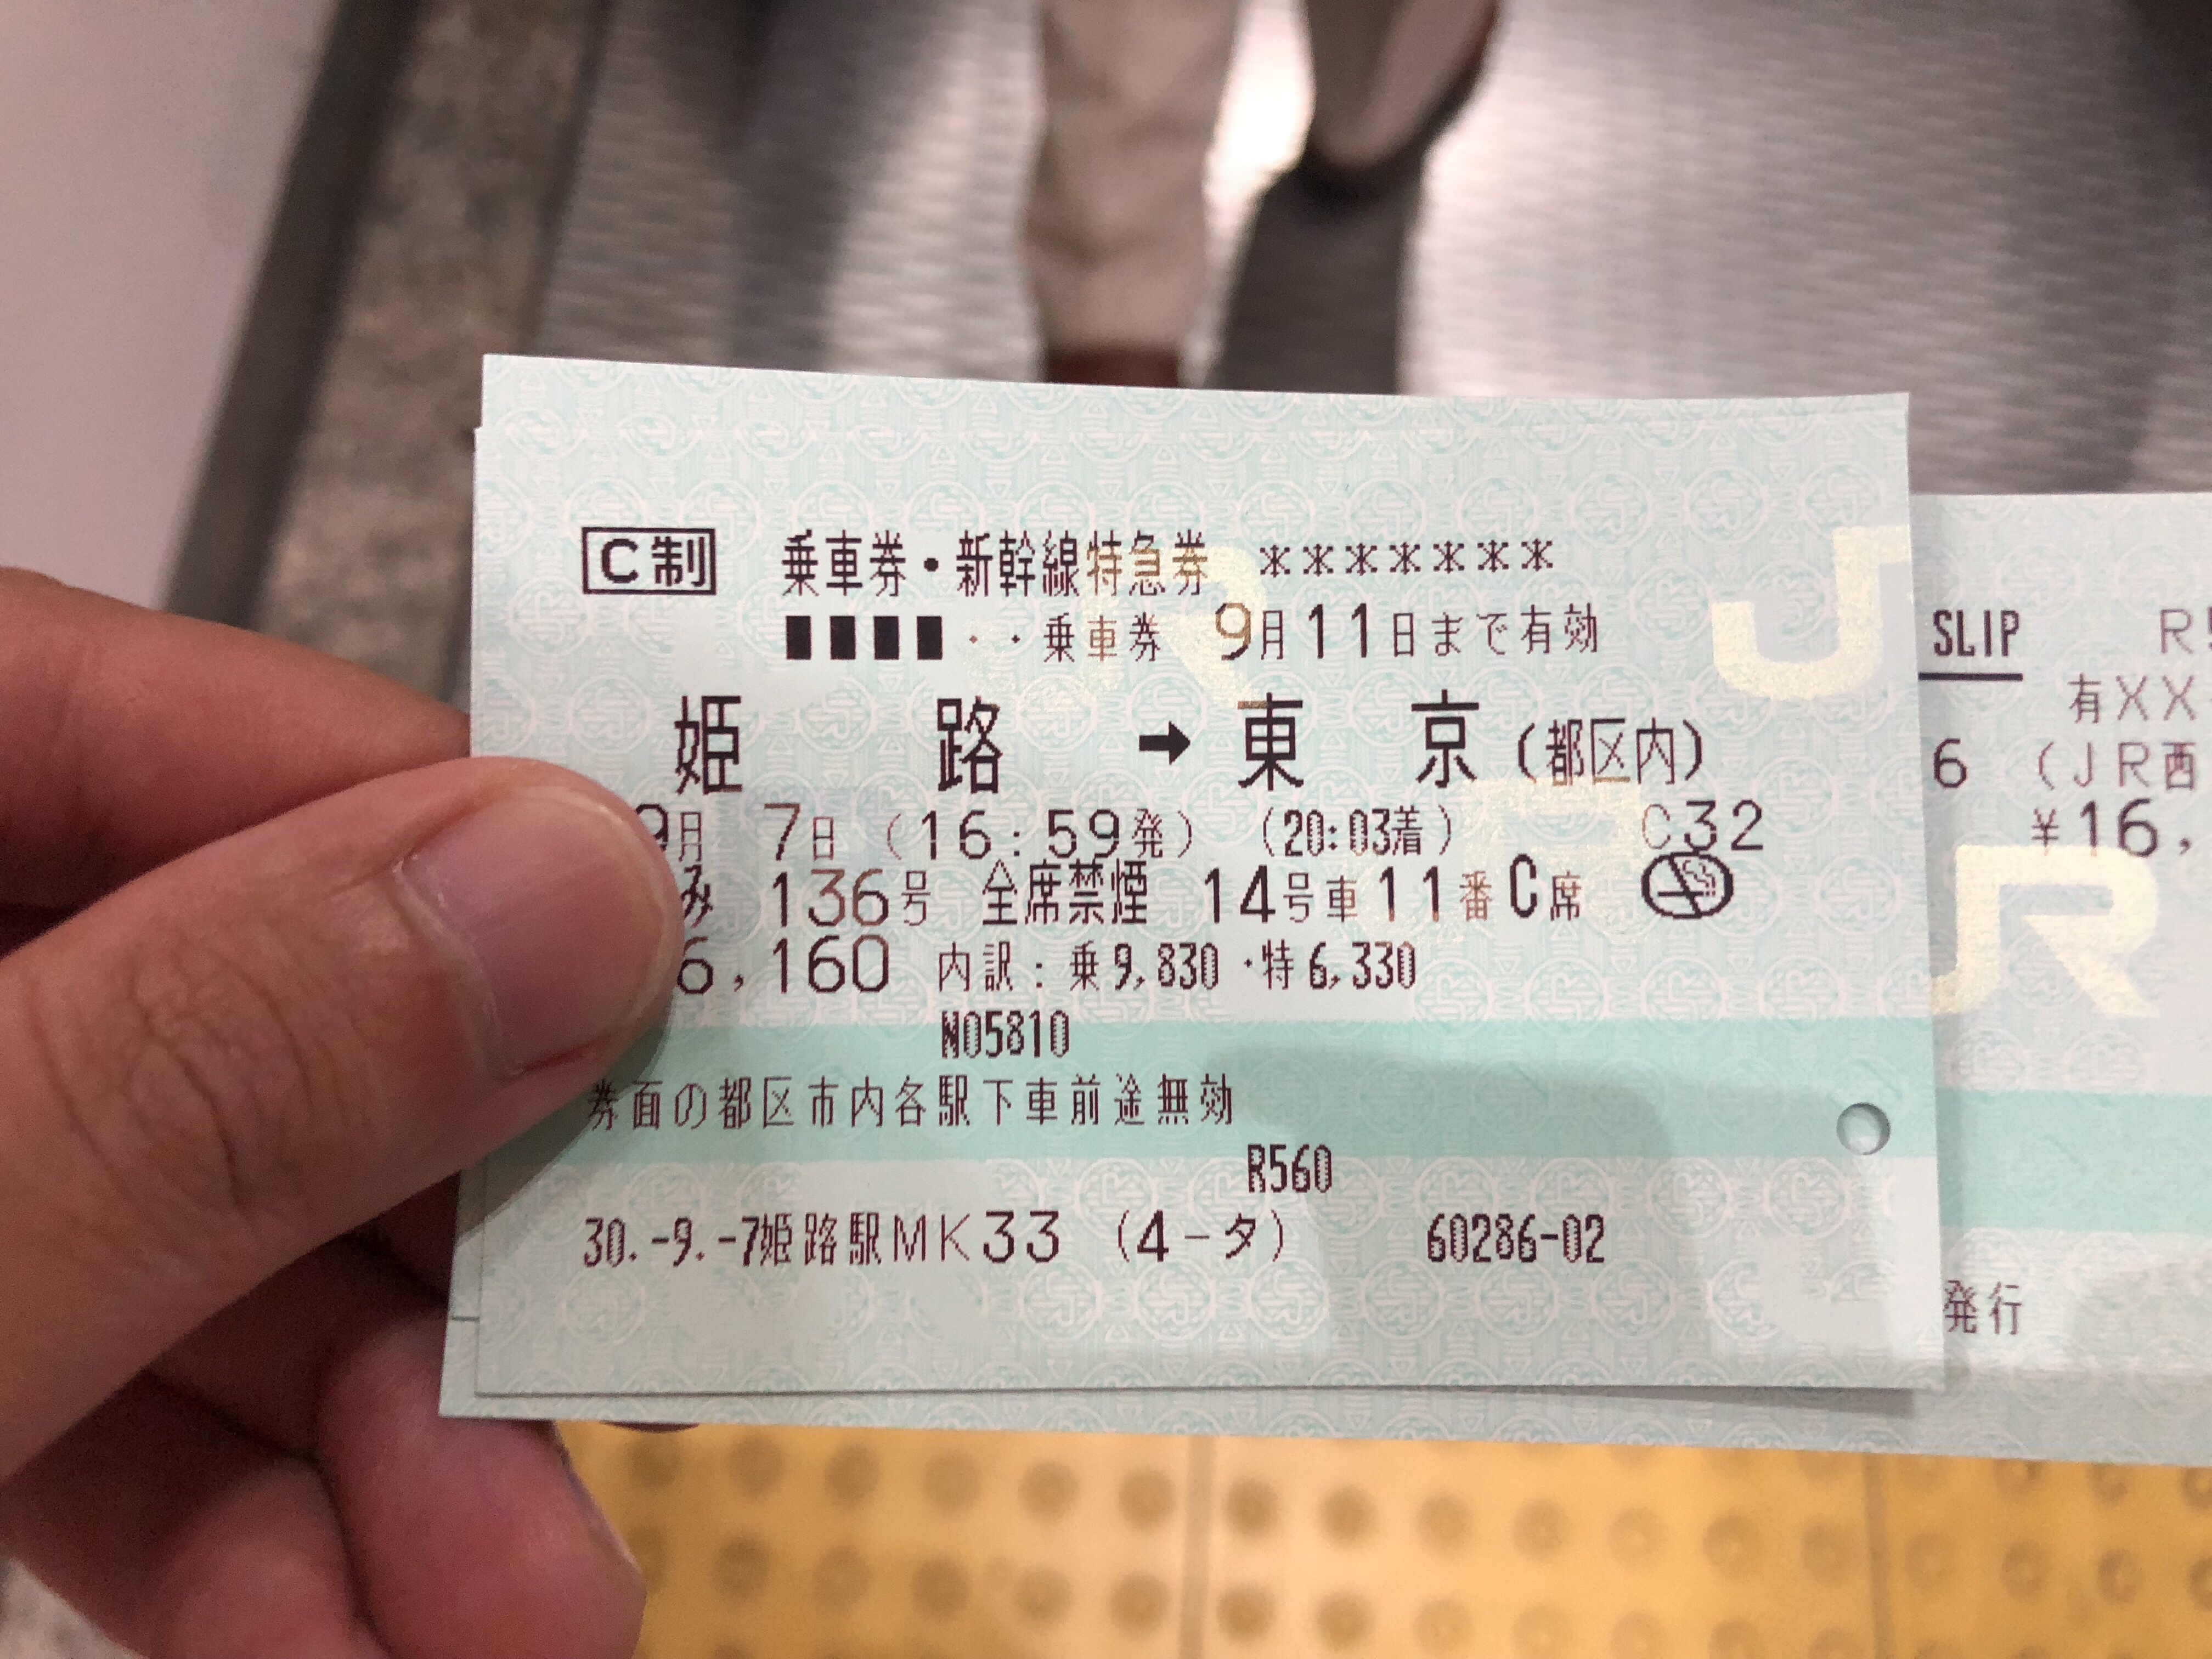 C制 乗車券・新幹線特急券 *******
■■■■・・乗車券 9月11日まで有効
姫路 → 東京(都区内)
9月 7日 (16:59発) (20:03着) C32
み 136号 全席禁煙 14号車11番C席
6,160 内訳:乗9,830・特6,330
N05810
券面の都区市内各駅下車前途無効
R560
30.-9.-7姫路駅MK33 (4-タ) 60286-02
JR
SLIP
有XX
6 (JR西
¥16,
JR
発行